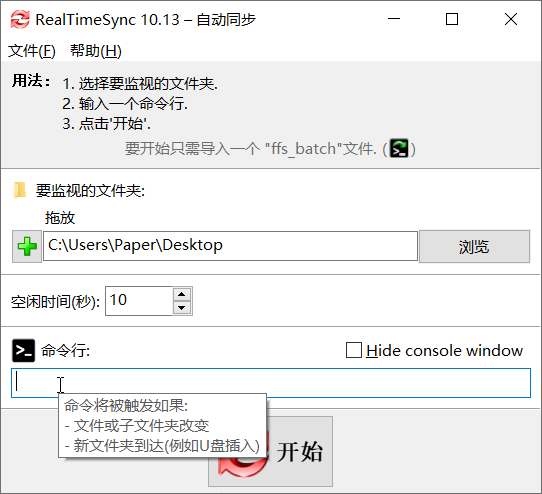 RealTimeSync 10.13 – 自动同步
文件(F) 帮助(H)
用法: 1. 选择要监视的文件夹.
2. 输入一个命令行.
3. 点击'开始'.
要开始只需导入一个 "ffs_batch"文件. ( )
要监视的文件夹:
拖放
C:\Users\Paper\Desktop 浏览
空闲时间(秒): 10
命令行: Hide console window
命令将被触发如果:
- 文件或子文件夹改变
- 新文件夹到达(例如U盘插入)
开始